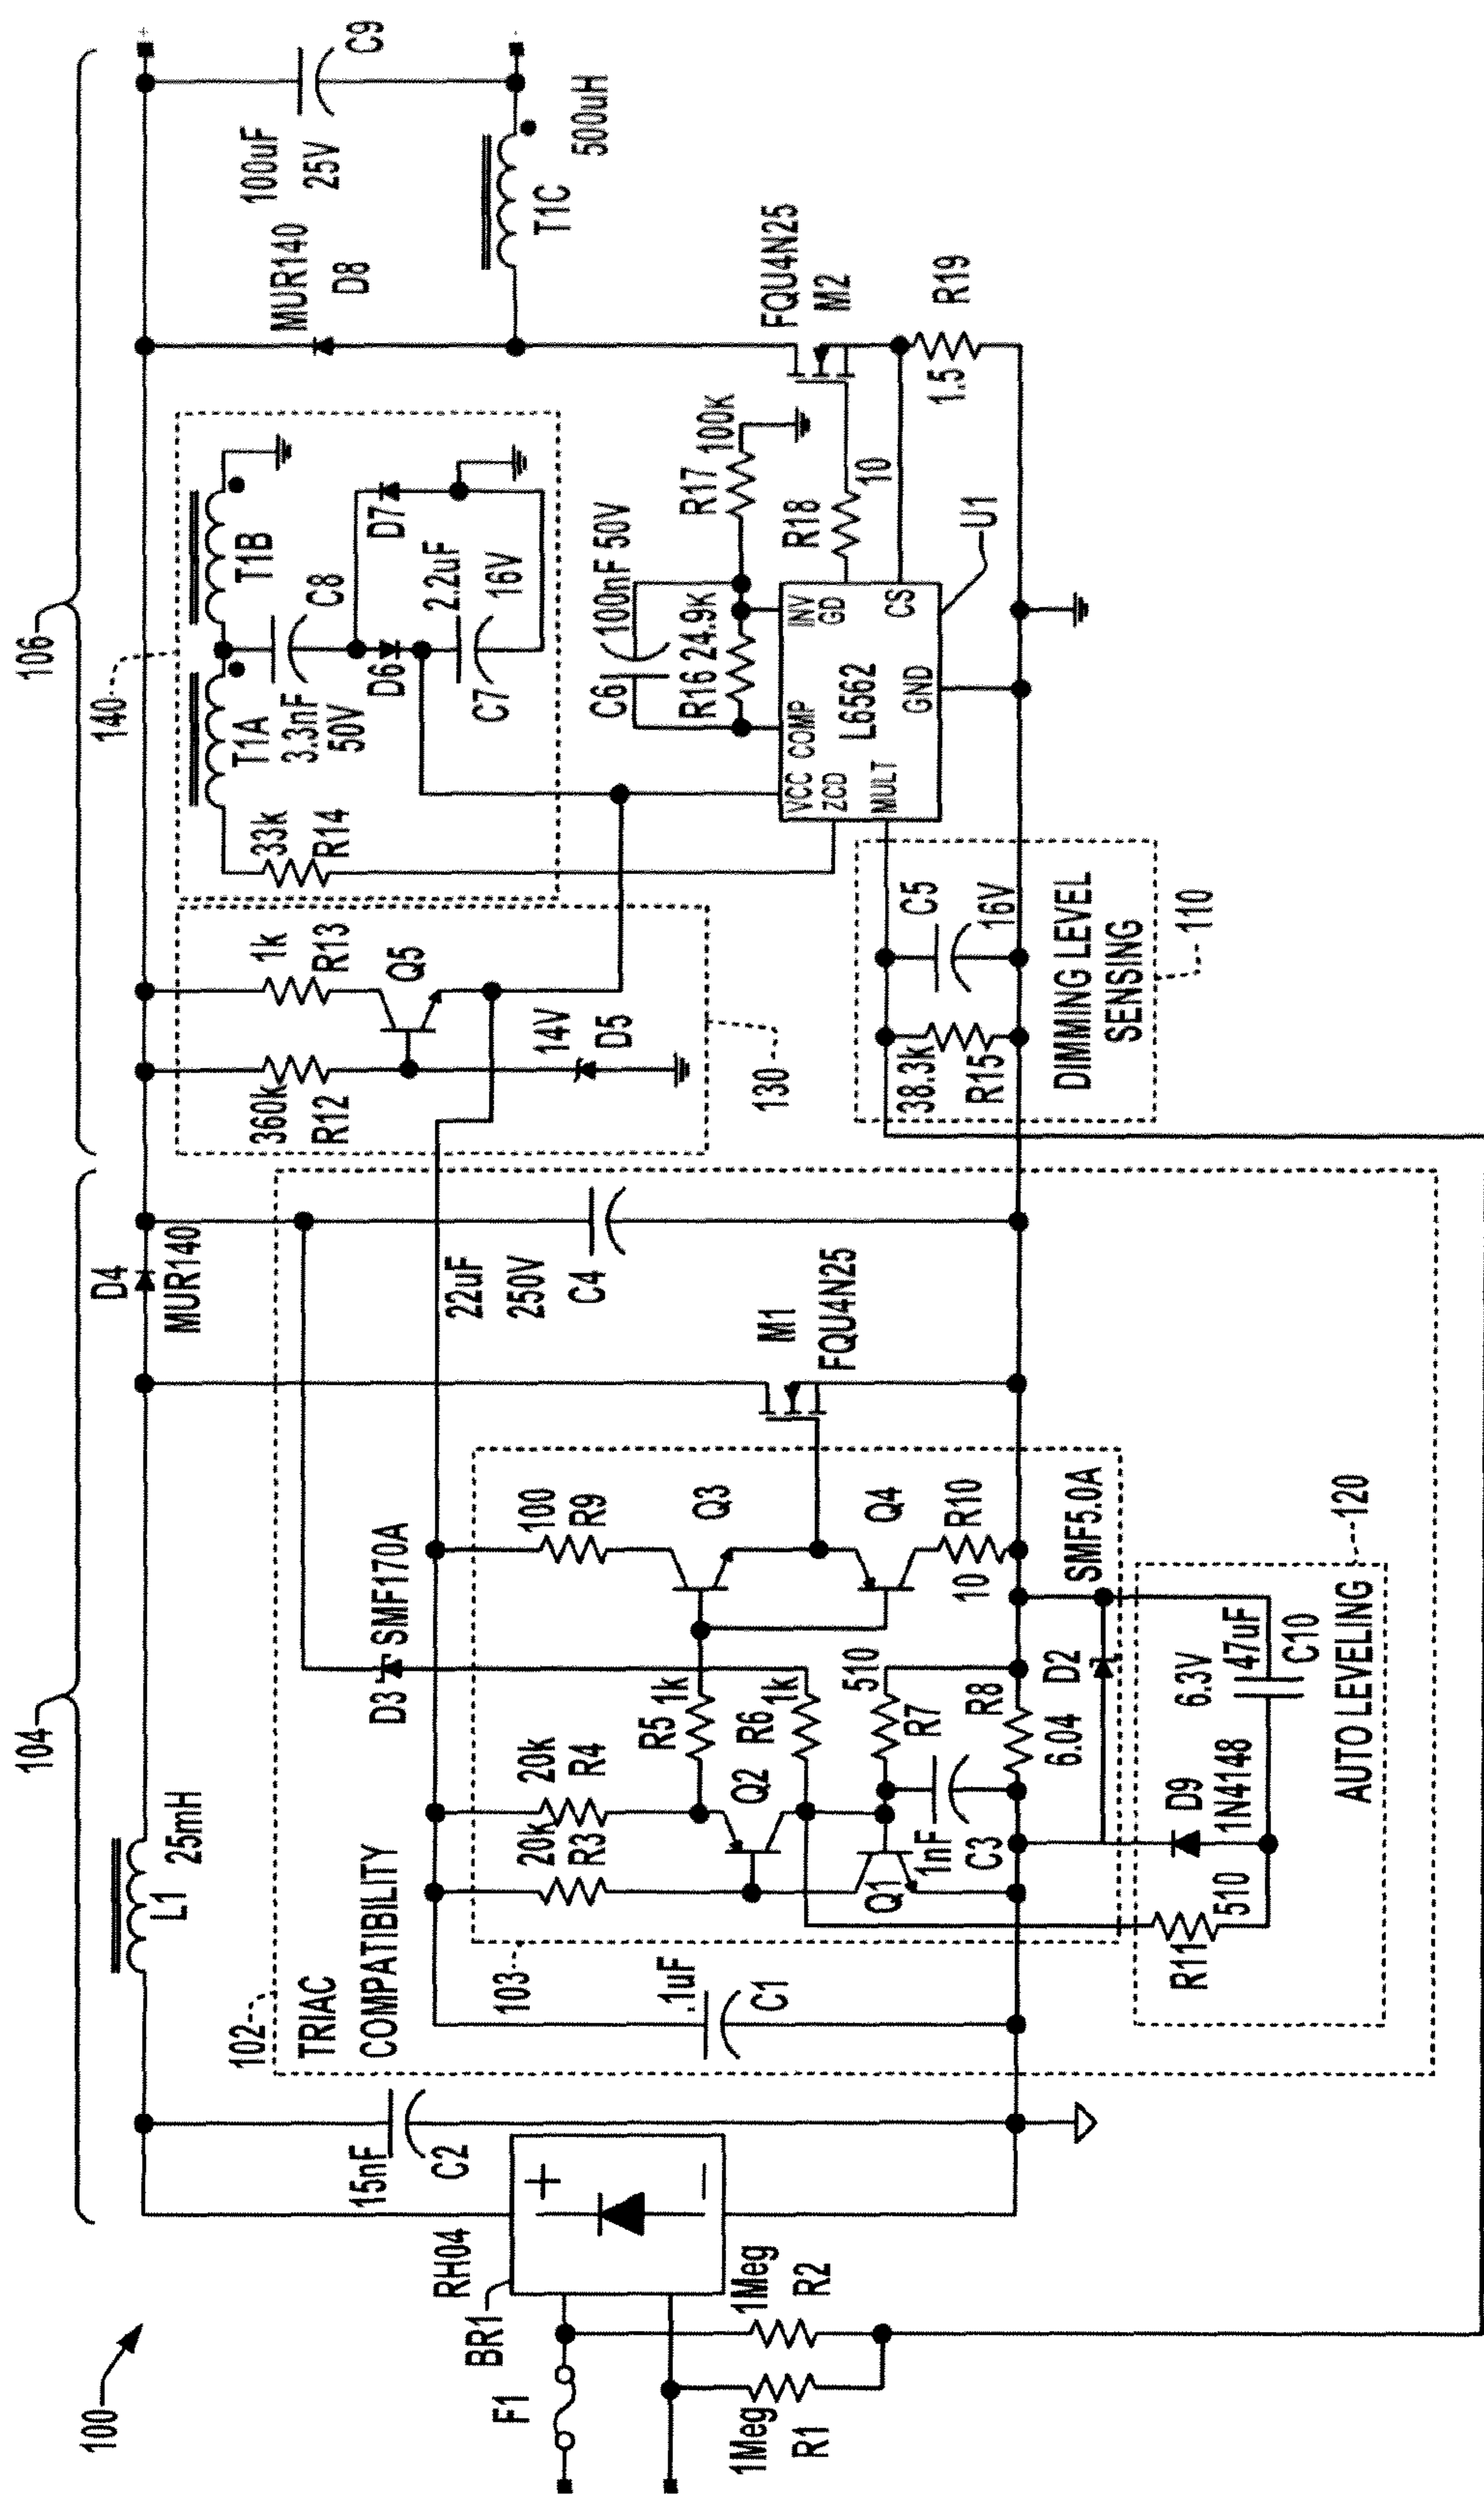 100
104
106
F1
BR1
RH04
1Meg
R1
1Meg
R2
+
−
15nF
C2
L1
25mH
D4
MUR140
102
TRIAC
COMPATIBILITY
103
.1uF
C1
20k
R3
20k
R4
R5
1k
Q2
R6
1k
Q1
1nF
C3
510
R7
R8
6.04
D2
SMF5.0A
D3
SMF170A
100
R9
Q3
Q4
R10
10
M1
FQU4N25
22uF
250V
C4
R11
510
D9
1N4148
6.3V
47uF
C10
AUTO LEVELING
120
130
360k
R12
1k
R13
Q5
14V
D5
140
33k
R14
T1A
T1B
3.3nF
50V
C8
D6
D7
2.2uF
16V
C7
C6
100nF 50V
R16 24.9K
R17
100K
R18
10
VCC
COMP
INV
ZCD
GD
MULT
L6562
CS
GND
U1
38.3k
R15
C5
16V
DIMMING LEVEL
SENSING
110
FQU4N25
M2
1.5
R19
MUR140
D8
T1C
500uH
100uF
25V
C9
+
-